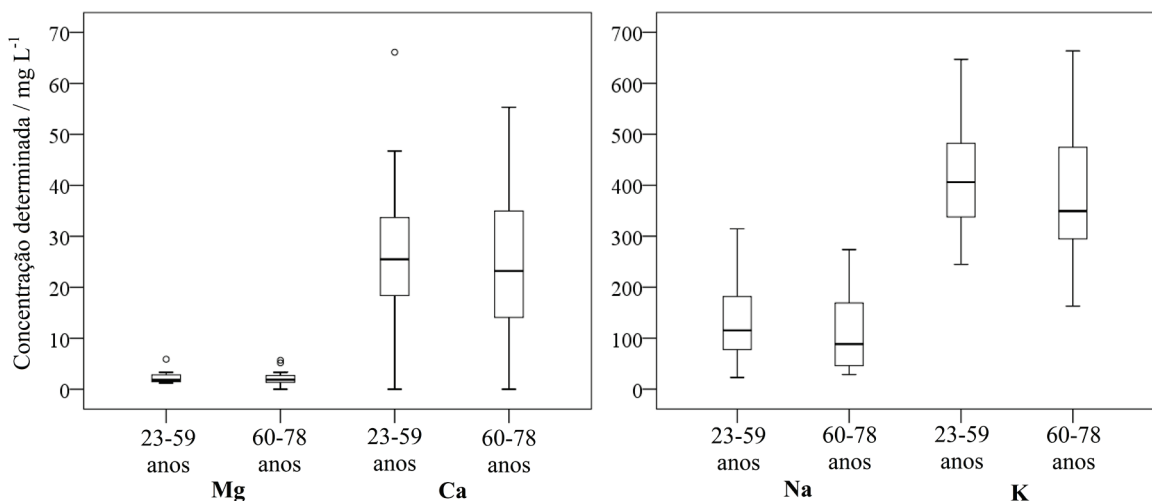 Concentração determinada / mg L⁻¹
70
60
50
40
30
20
10
0
23-59 60-78 23-59 60-78
anos anos anos anos
Mg Ca
700
600
500
400
300
200
100
0
23-59 60-78 23-59 60-78
anos anos anos anos
Na K